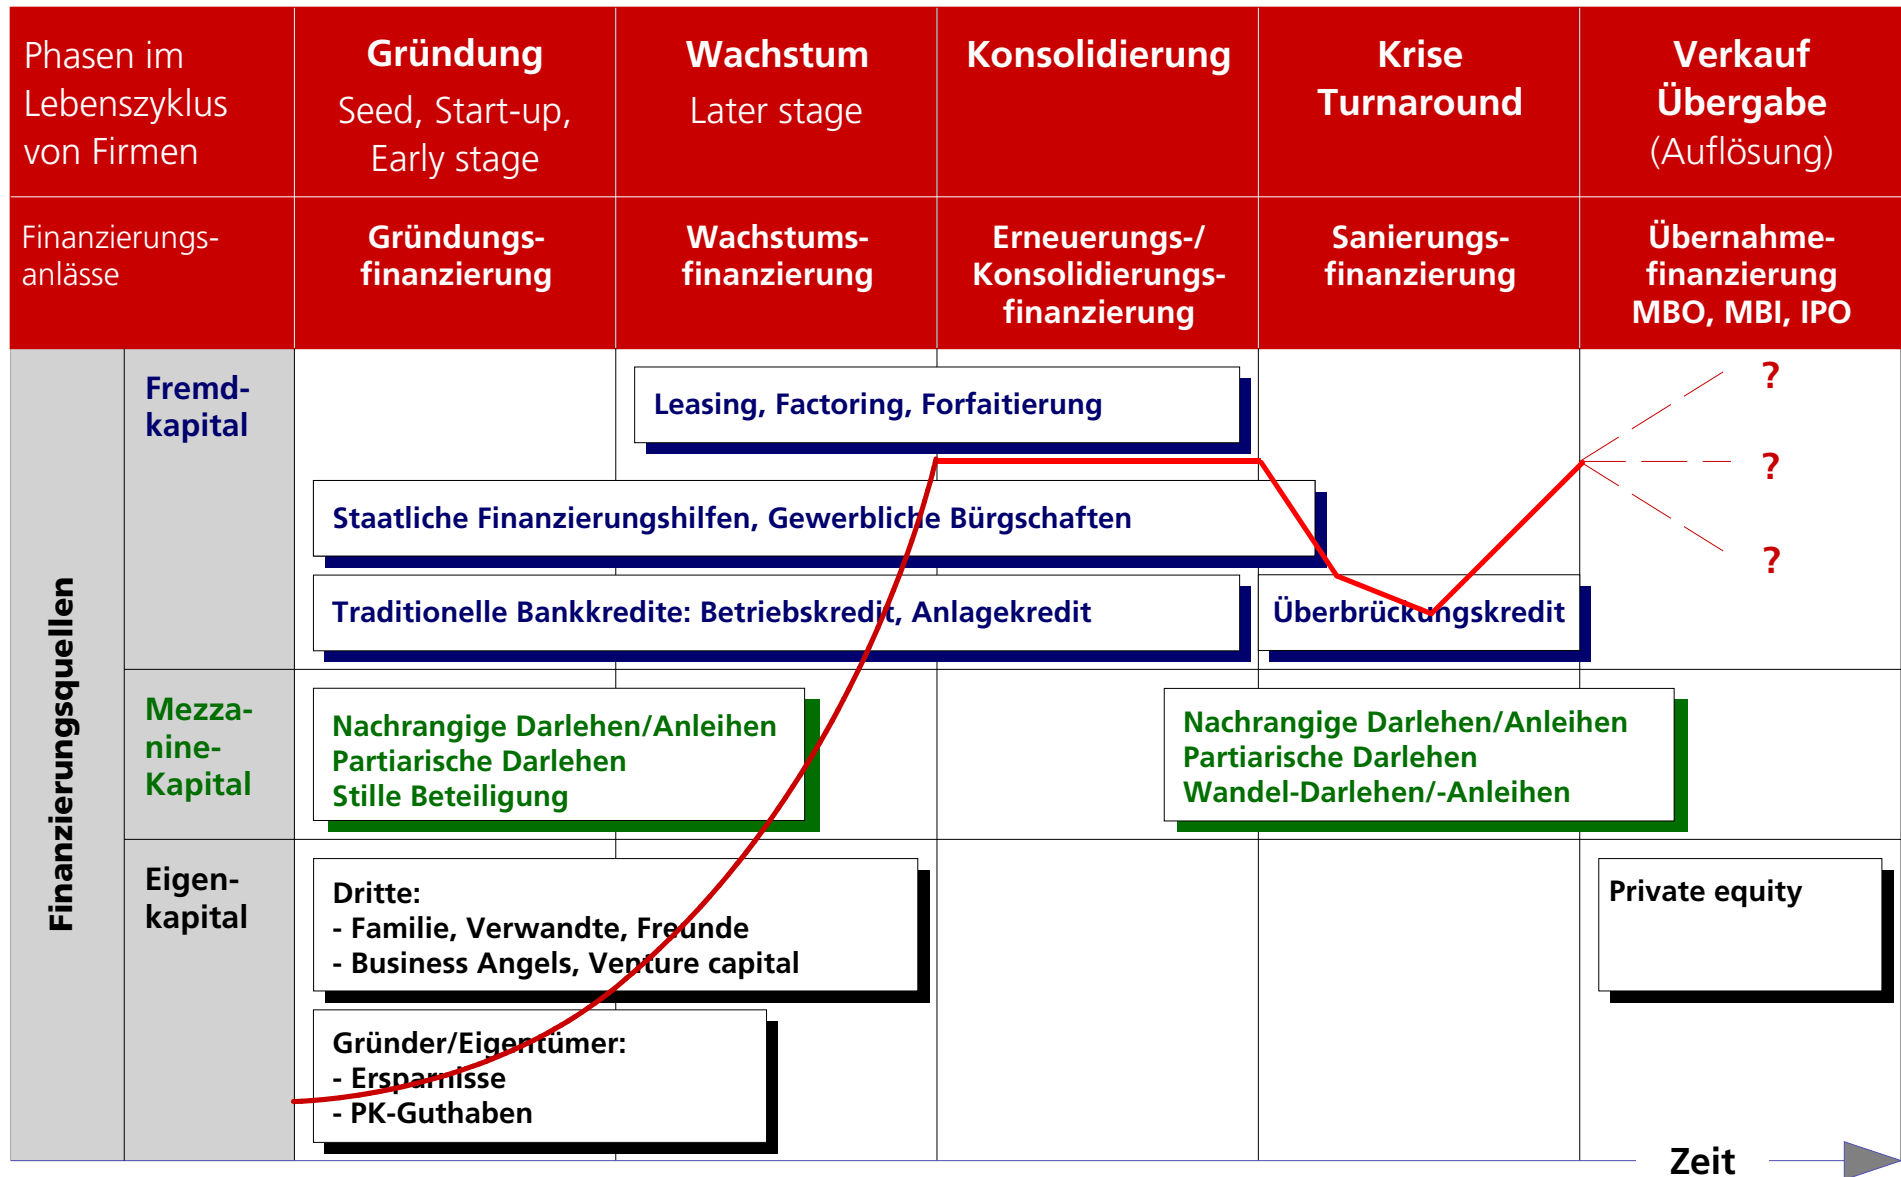 Phasen im
Lebenszyklus
von Firmen
Gründung
Seed, Start-up,
Early stage
Wachstum
Later stage
Konsolidierung
Krise
Turnaround
Verkauf
Übergabe
(Auflösung)
Finanzierungs-
anlässe
Gründungs-
finanzierung
Wachstums-
finanzierung
Erneuerungs-/
Konsolidierungs-
finanzierung
Sanierungs-
finanzierung
Übernahme-
finanzierung
MBO, MBI, IPO
Finanzierungsquellen
Fremd-
kapital
Leasing, Factoring, Forfaitierung
Staatliche Finanzierungshilfen, Gewerbliche Bürgschaften
Traditionelle Bankkredite: Betriebskredit, Anlagekredit
Überbrückungskredit
?
?
?
Mezza-
nine-
Kapital
Nachrangige Darlehen/Anleihen
Partiarische Darlehen
Stille Beteiligung
Nachrangige Darlehen/Anleihen
Partiarische Darlehen
Wandel-Darlehen/-Anleihen
Eigen-
kapital
Dritte:
- Familie, Verwandte, Freunde
- Business Angels, Venture capital
Gründer/Eigentümer:
- Ersparnisse
- PK-Guthaben
Private equity
Zeit